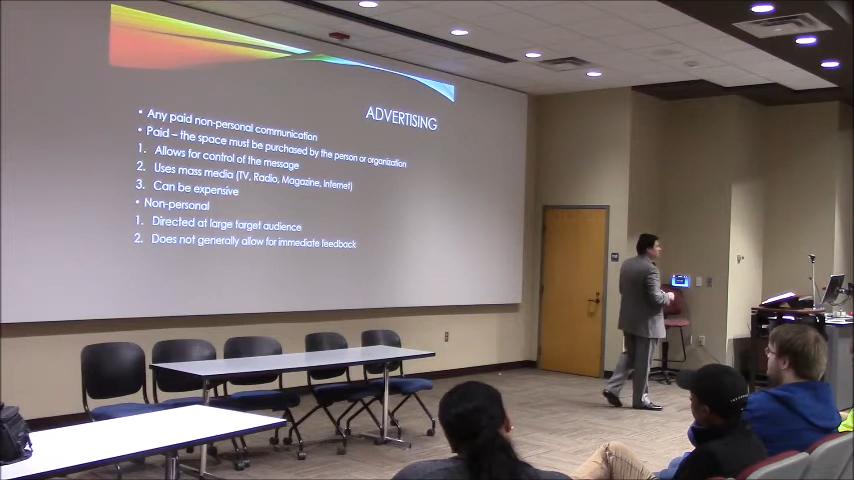 ADVERTISING
• Any paid non-personal communication
• Paid – the space must be purchased by the person or organization
1. Allows for control of the message
2. Uses mass media (TV, Radio, Magazine, Internet)
3. Can be expensive
• Non-personal
1. Directed at large target audience
2. Does not generally allow for immediate feedback